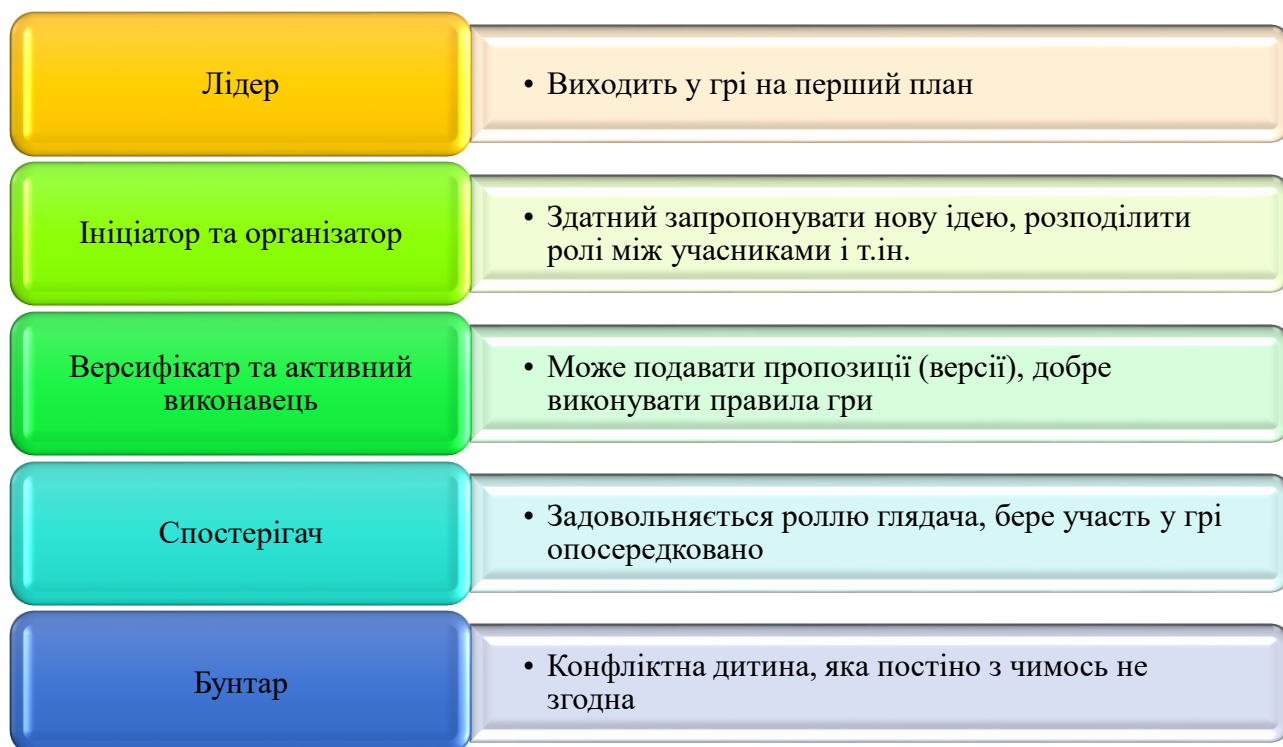 Лідер
• Виходить у грі на перший план
Ініціатор та організатор
• Здатний запропонувати нову ідею, розподілити
ролі між учасниками і т.ін.
Версифікатр та активний
виконавець
• Може подавати пропозиції (версії), добре
виконувати правила гри
Спостерігач
• Задовольняється роллю глядача, бере участь у грі
опосередковано
Бунтар
• Конфліктна дитина, яка постіно з чимось не
згодна